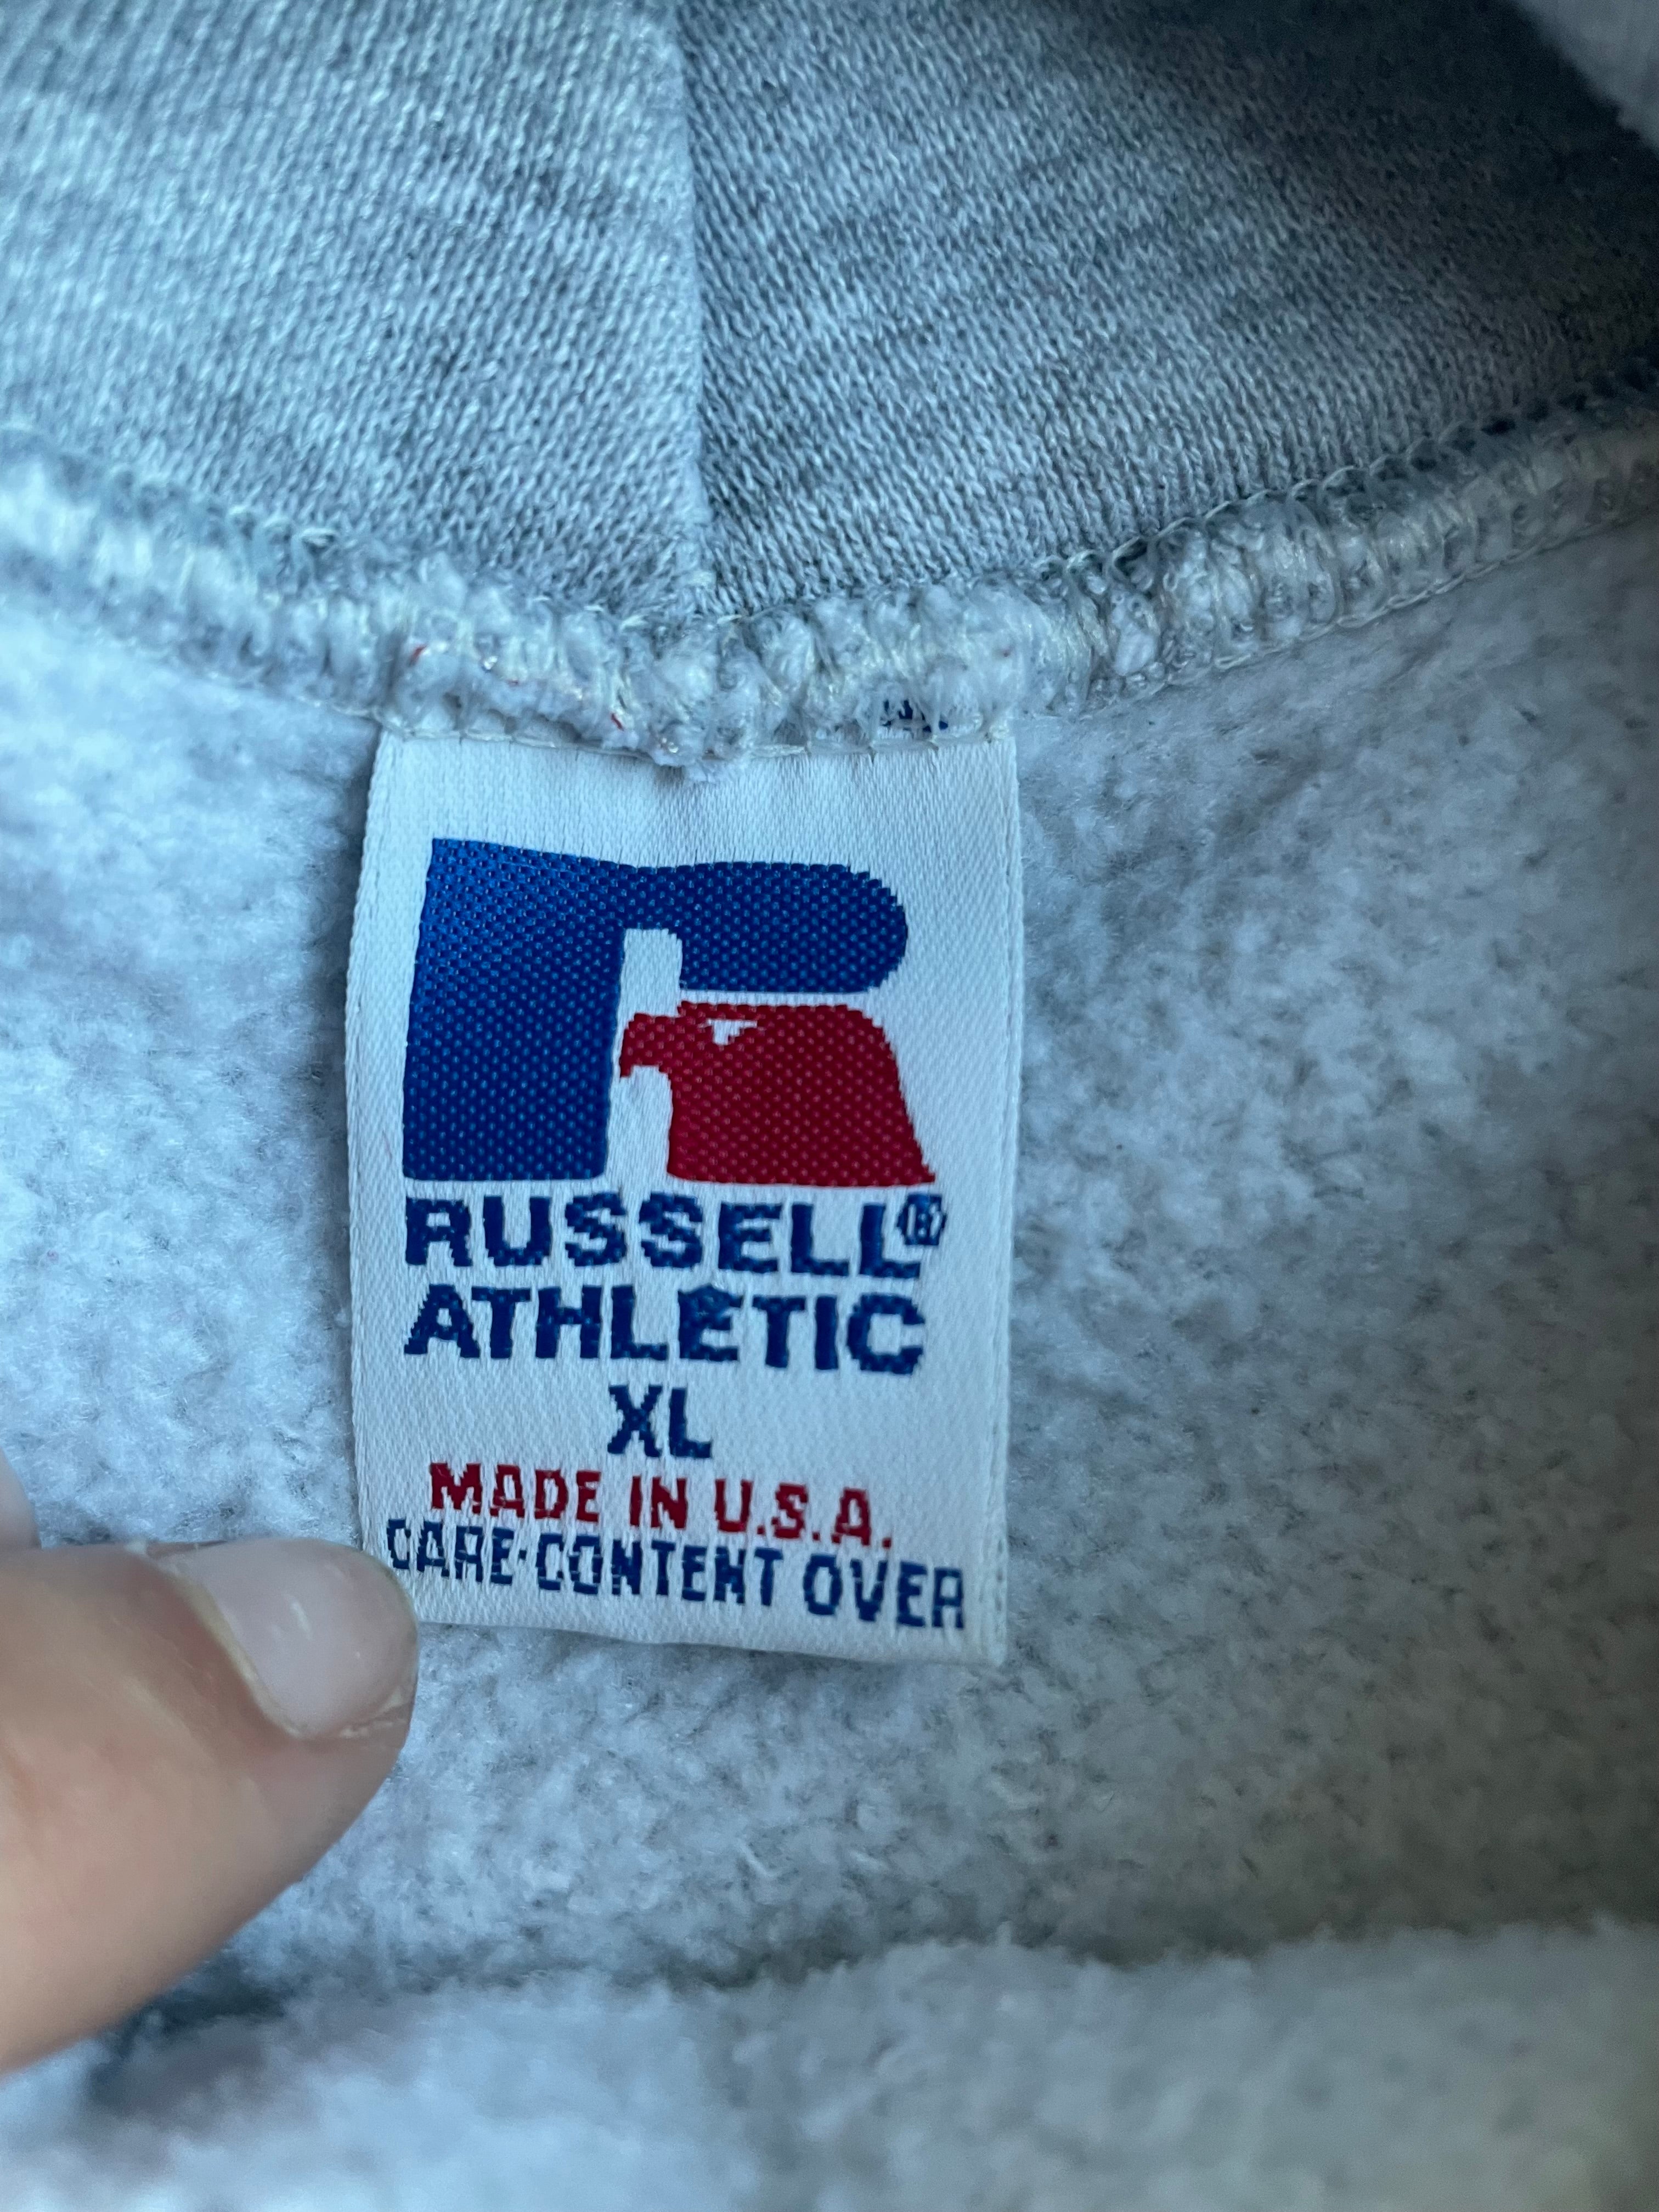 RUSSELL®
ATHLETIC
XL
MADE IN U.S.A.
CARE·CONTENT OVER